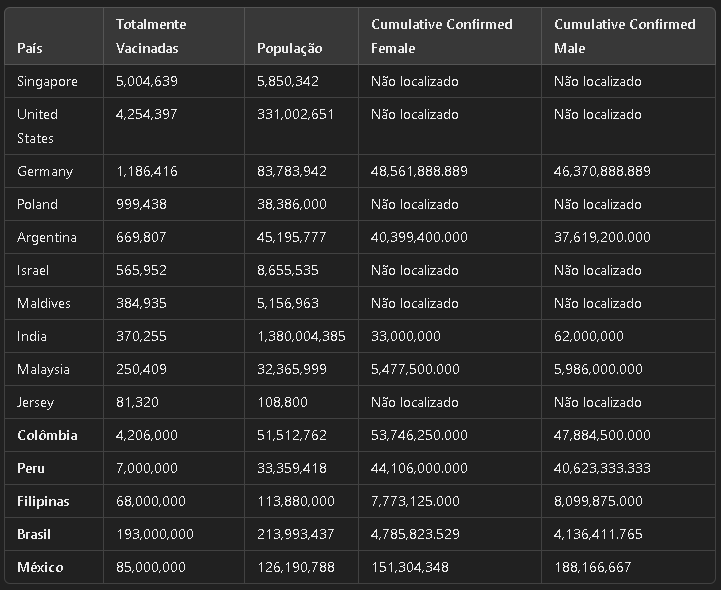 País	Totalmente Vacinadas	População	Cumulative Confirmed Female	Cumulative Confirmed Male
Singapore	5,004,639	5,850,342	Não localizado	Não localizado
United States	4,254,397	331,002,651	Não localizado	Não localizado
Germany	1,186,416	83,783,942	48,561,888.889	46,370,888.889
Poland	999,438	38,386,000	Não localizado	Não localizado
Argentina	669,807	45,195,777	40,399,400.000	37,619,200.000
Israel	565,952	8,655,535	Não localizado	Não localizado
Maldives	384,935	5,156,963	Não localizado	Não localizado
India	370,255	1,380,004,385	33,000,000	62,000,000
Malaysia	250,409	32,365,999	5,477,500.000	5,986,000.000
Jersey	81,320	108,800	Não localizado	Não localizado
Colômbia	4,206,000	51,512,762	53,746,250.000	47,884,500.000
Peru	7,000,000	33,359,418	44,106,000.000	40,623,333.333
Filipinas	68,000,000	113,880,000	7,773,125.000	8,099,875.000
Brasil	193,000,000	213,993,437	4,785,823.529	4,136,411.765
México	85,000,000	126,190,788	151,304,348	188,166,667